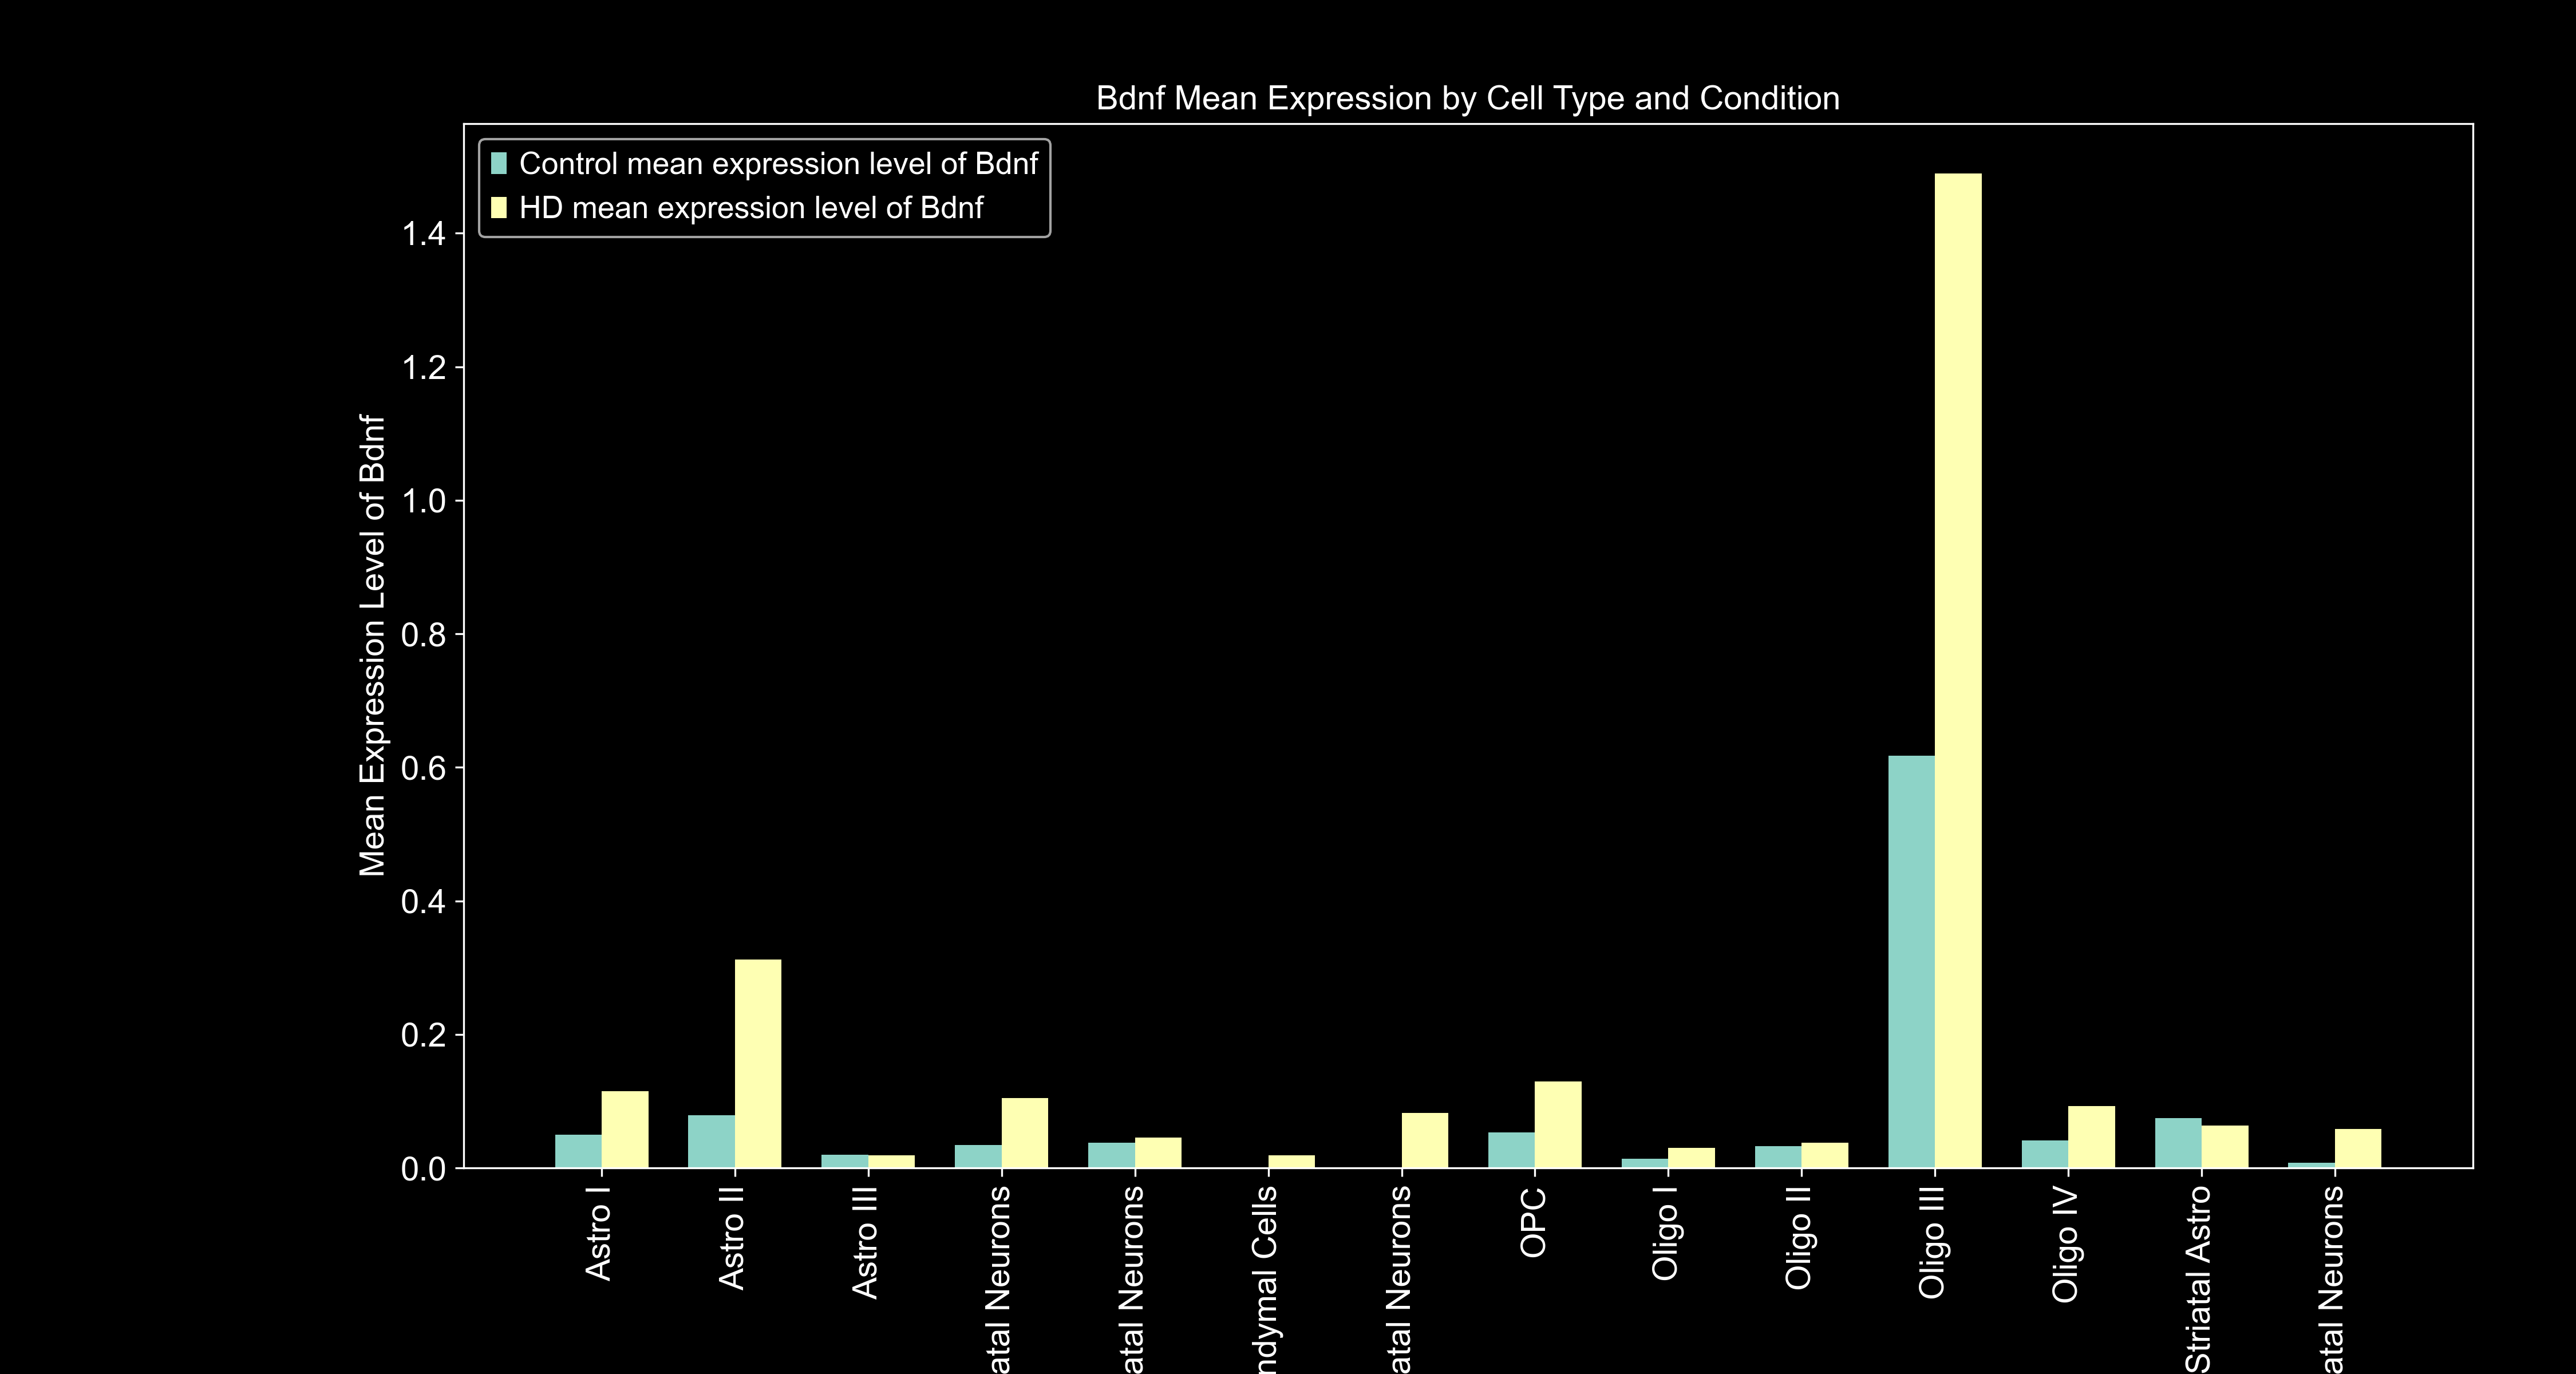 Bdnf Mean Expression by Cell Type and Condition
Control mean expression level of Bdnf
HD mean expression level of Bdnf
Mean Expression Level of Bdnf
1.4
1.2
1.0
0.8
0.6
0.4
0.2
0.0
Astro I
Astro II
Astro III
atal Neurons
atal Neurons
ndymal Cells
atal Neurons
OPC
Oligo I
Oligo II
Oligo III
Oligo IV
Striatal Astro
atal Neurons